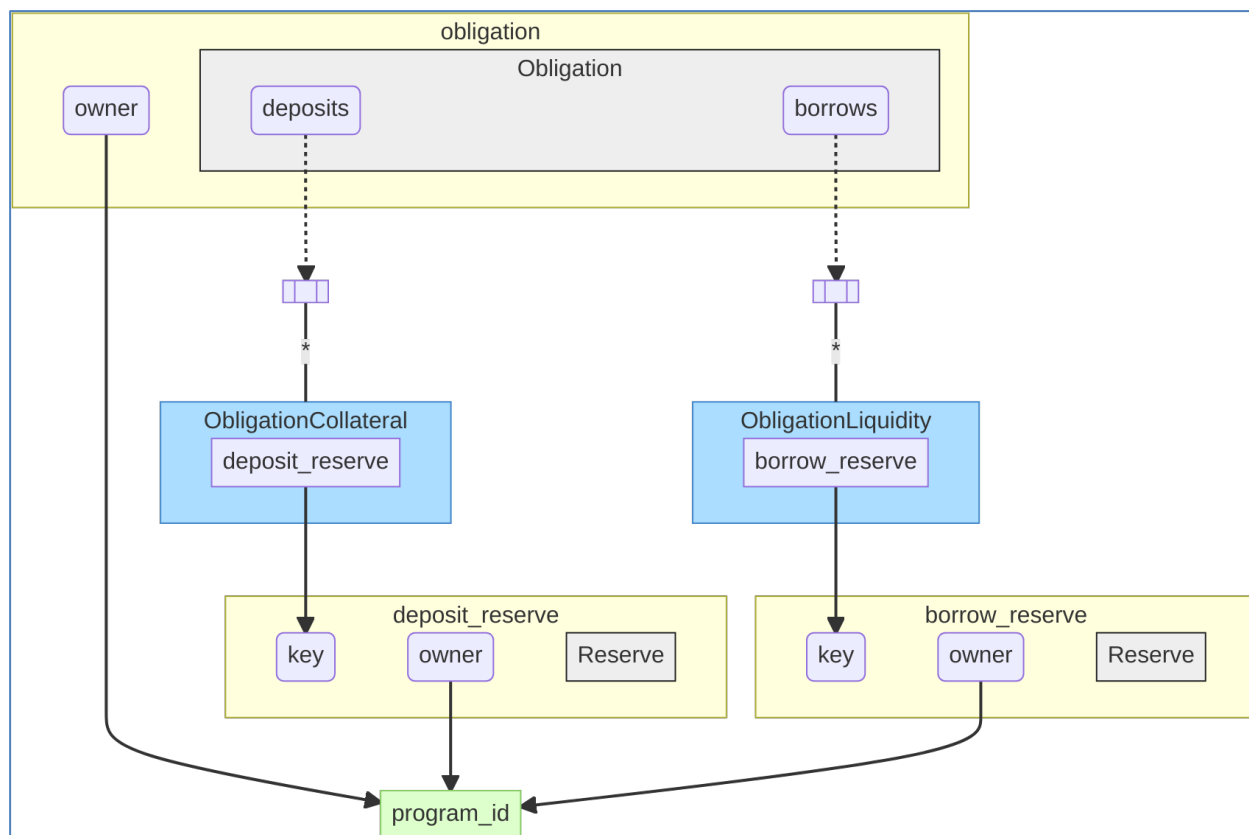 obligation
Obligation
owner
deposits
borrows
*
*
ObligationCollateral
ObligationLiquidity
deposit_reserve
borrow_reserve
deposit_reserve
borrow_reserve
key
owner
Reserve
key
owner
Reserve
program_id